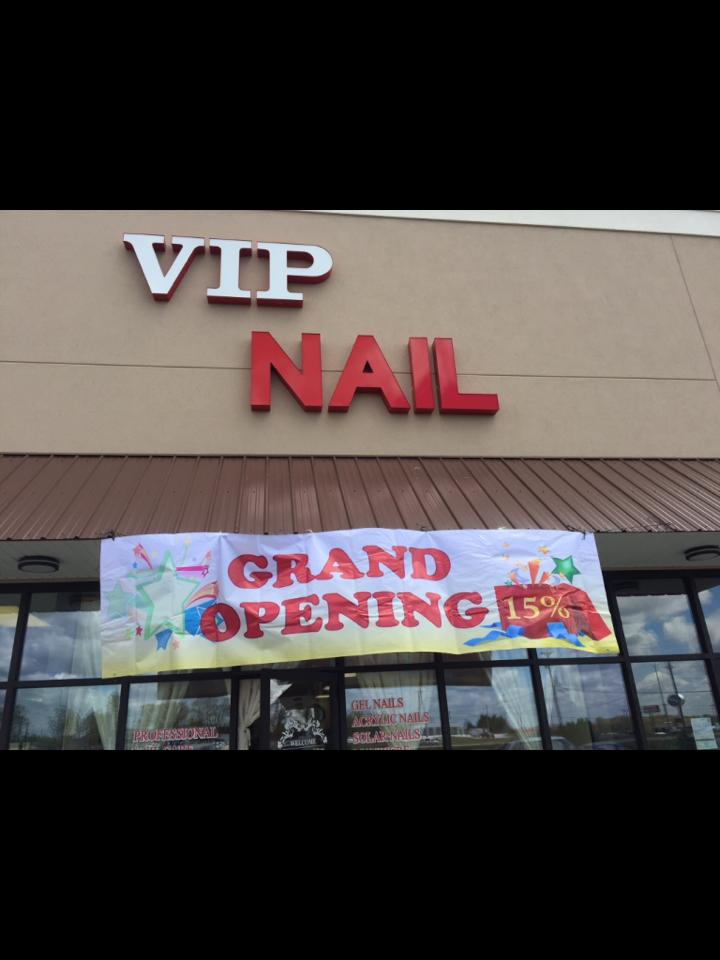 VIP
NAIL
GRAND
OPENING
15%
PROFESSIONAL
WELCOME
GEL NAILS
ACRYLIC NAILS
SOLAR NAILS